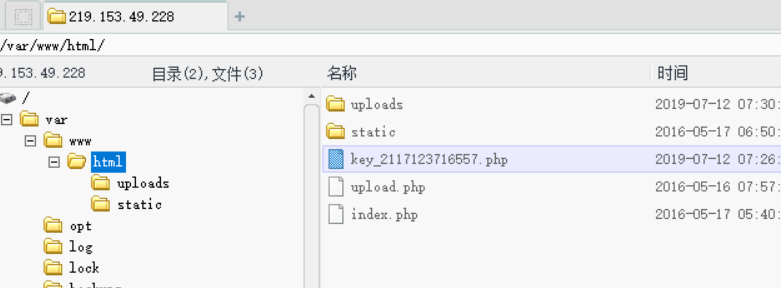 219.153.49.228
/var/www/html/
9.153.49.228 目录(2),文件(3) 名称 时间
/
var
www
html
uploads
static
opt
log
lock
uploads 2019-07-12 07:30:
static 2016-05-17 06:50:
key_2117123716557.php 2019-07-12 07:26:
upload.php 2016-05-16 07:57:
index.php 2016-05-17 05:40: